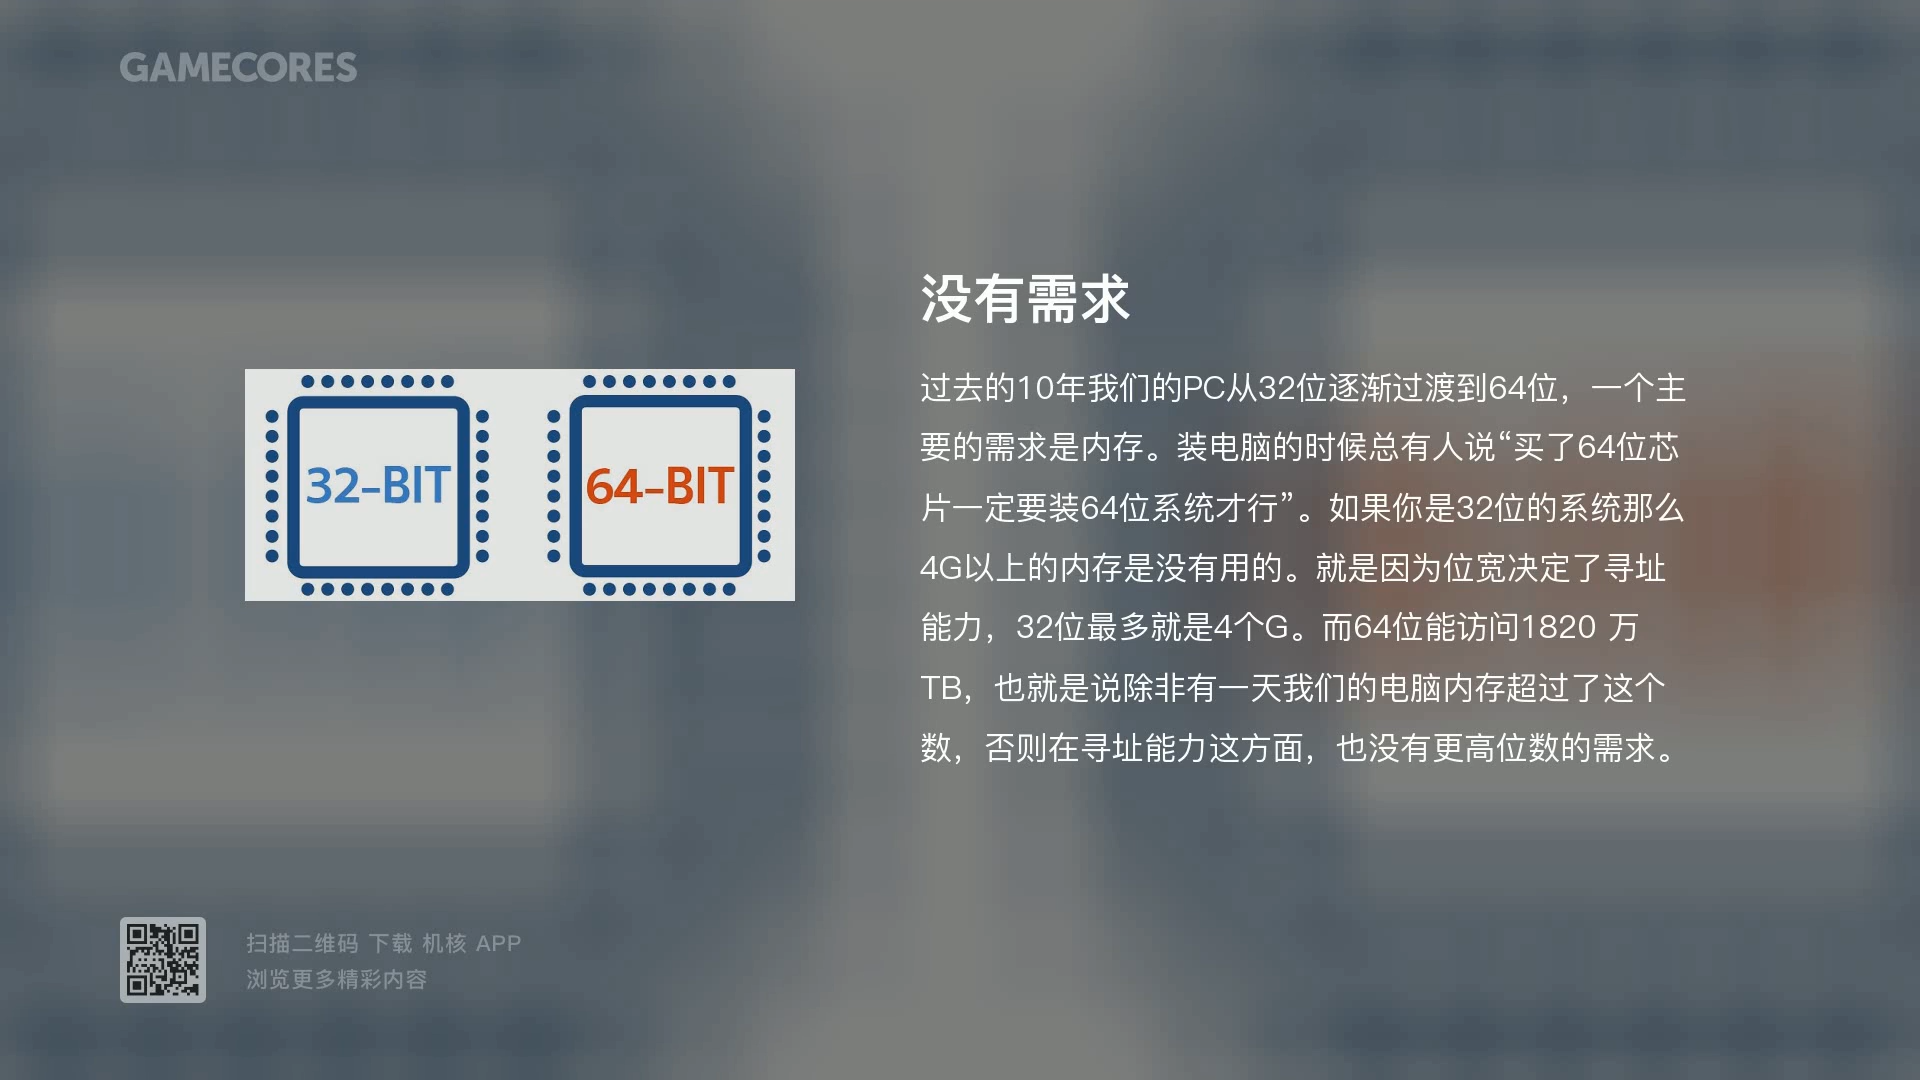 GAMECORES
32-BIT
64-BIT
没有需求
过去的10年我们的PC从32位逐渐过渡到64位，一个主
要的需求是内存。装电脑的时候总有人说“买了64位芯
片一定要装64位系统才行”。如果你是32位的系统那么
4G以上的内存是没有用的。就是因为位宽决定了寻址
能力，32位最多就是4个G。而64位能访问1820 万
TB，也就是说除非有一天我们的电脑内存超过了这个
数，否则在寻址能力这方面，也没有更高位数的需求。
扫描二维码 下载 机核 APP
浏览更多精彩内容